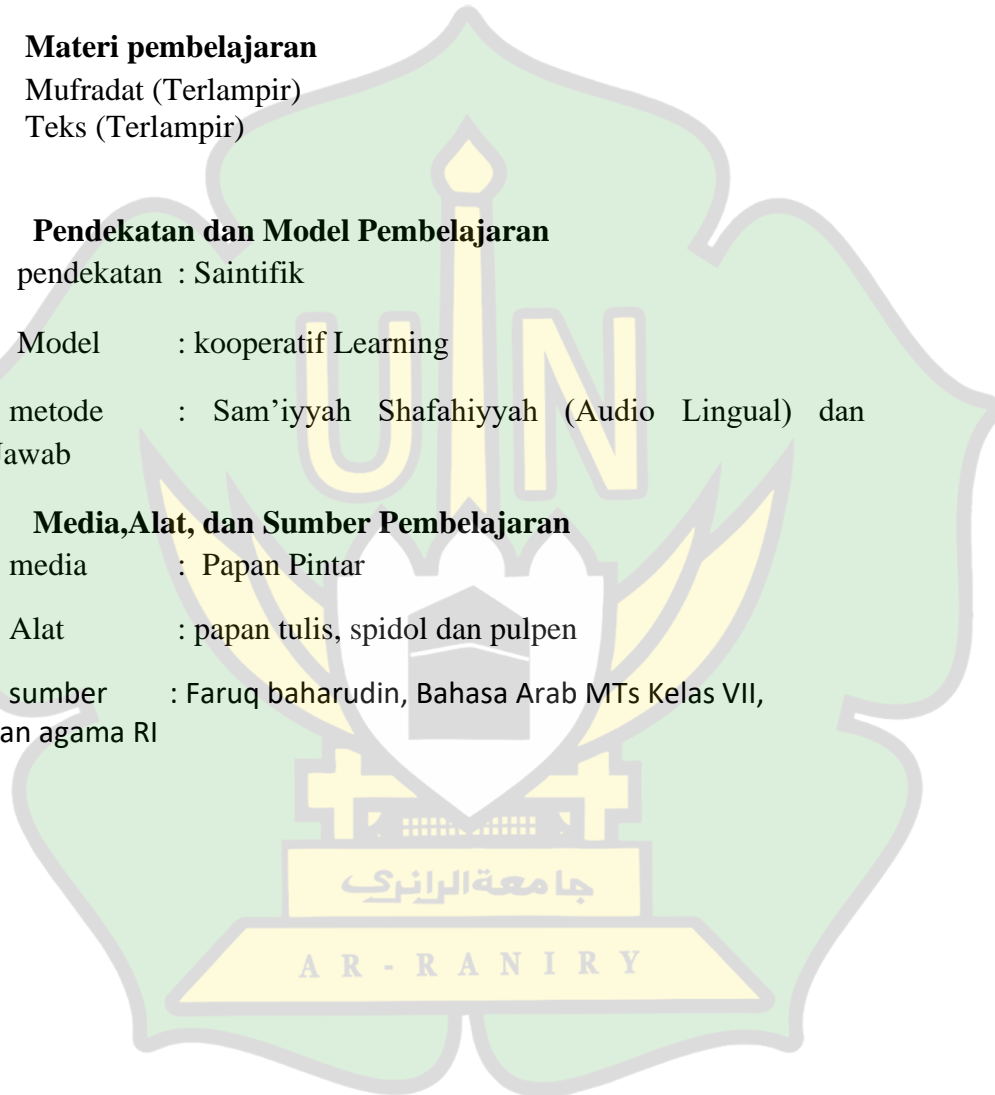 Materi pembelajaran
Mufradat (Terlampir)
Teks (Terlampir)
Pendekatan dan Model Pembelajaran
pendekatan : Saintifik
Model : kooperatif Learning
metode : Sam’iyyah Shafahiyyah (Audio Lingual) dan
Jawab
Media,Alat, dan Sumber Pembelajaran
media : Papan Pintar
Alat : papan tulis, spidol dan pulpen
sumber : Faruq baharudin, Bahasa Arab MTs Kelas VII,
an agama RI
UIN
جامعة الرانري
AR-RANIRY